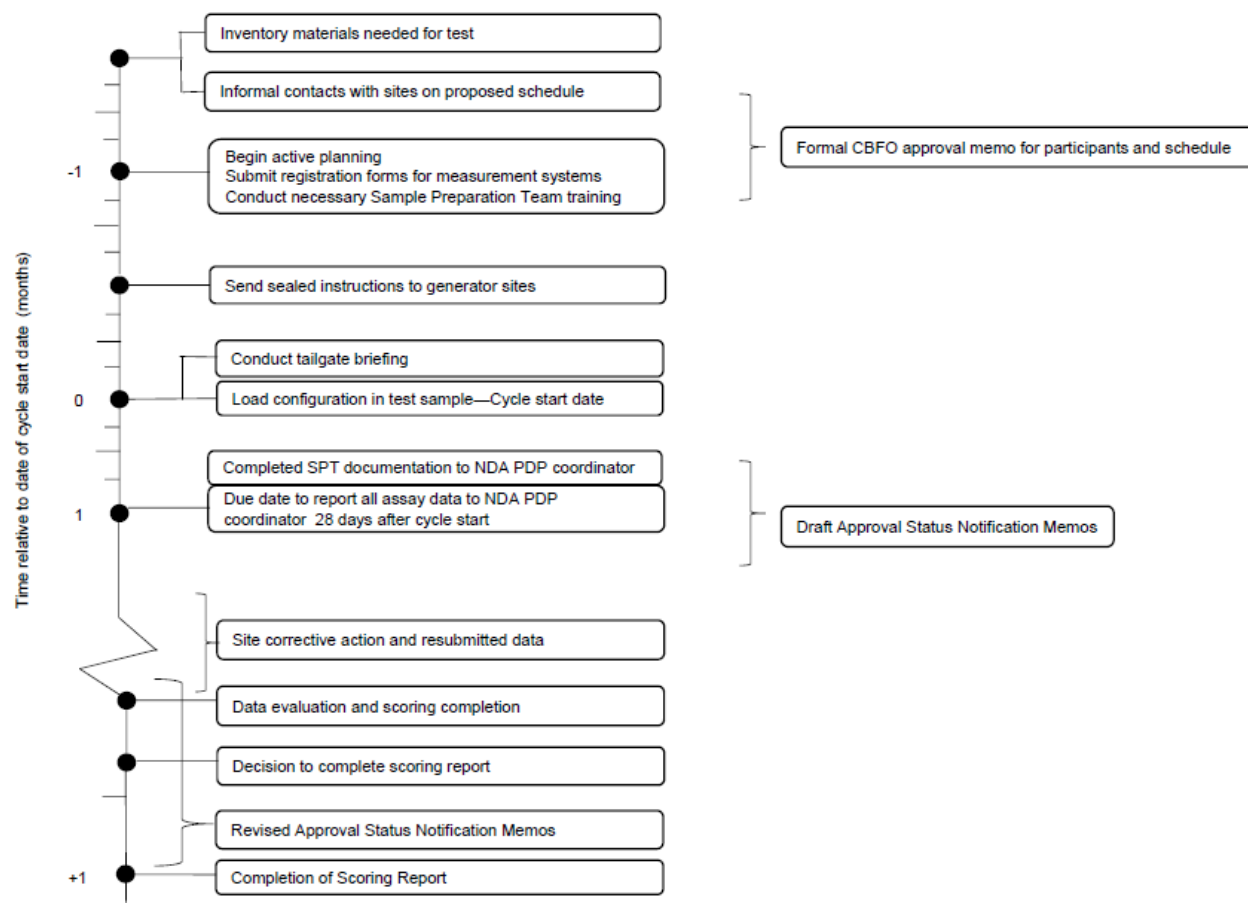 Inventory materials needed for test
Informal contacts with sites on proposed schedule
Formal CBFO approval memo for participants and schedule
-1
Begin active planning
Submit registration forms for measurement systems
Conduct necessary Sample Preparation Team training
Time relative to date of cycle start date (months)
Send sealed instructions to generator sites
Conduct tailgate briefing
0
Load configuration in test sample—Cycle start date
Completed SPT documentation to NDA PDP coordinator
1
Due date to report all assay data to NDA PDP
coordinator 28 days after cycle start
Draft Approval Status Notification Memos
Site corrective action and resubmitted data
Data evaluation and scoring completion
Decision to complete scoring report
Revised Approval Status Notification Memos
+1
Completion of Scoring Report